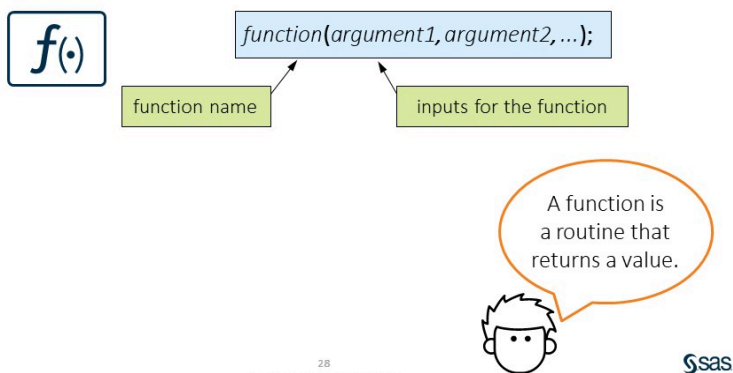 f(·)
function(argument1, argument2, ...);
function name
inputs for the function
A function is
a routine that
returns a value.
28
sas